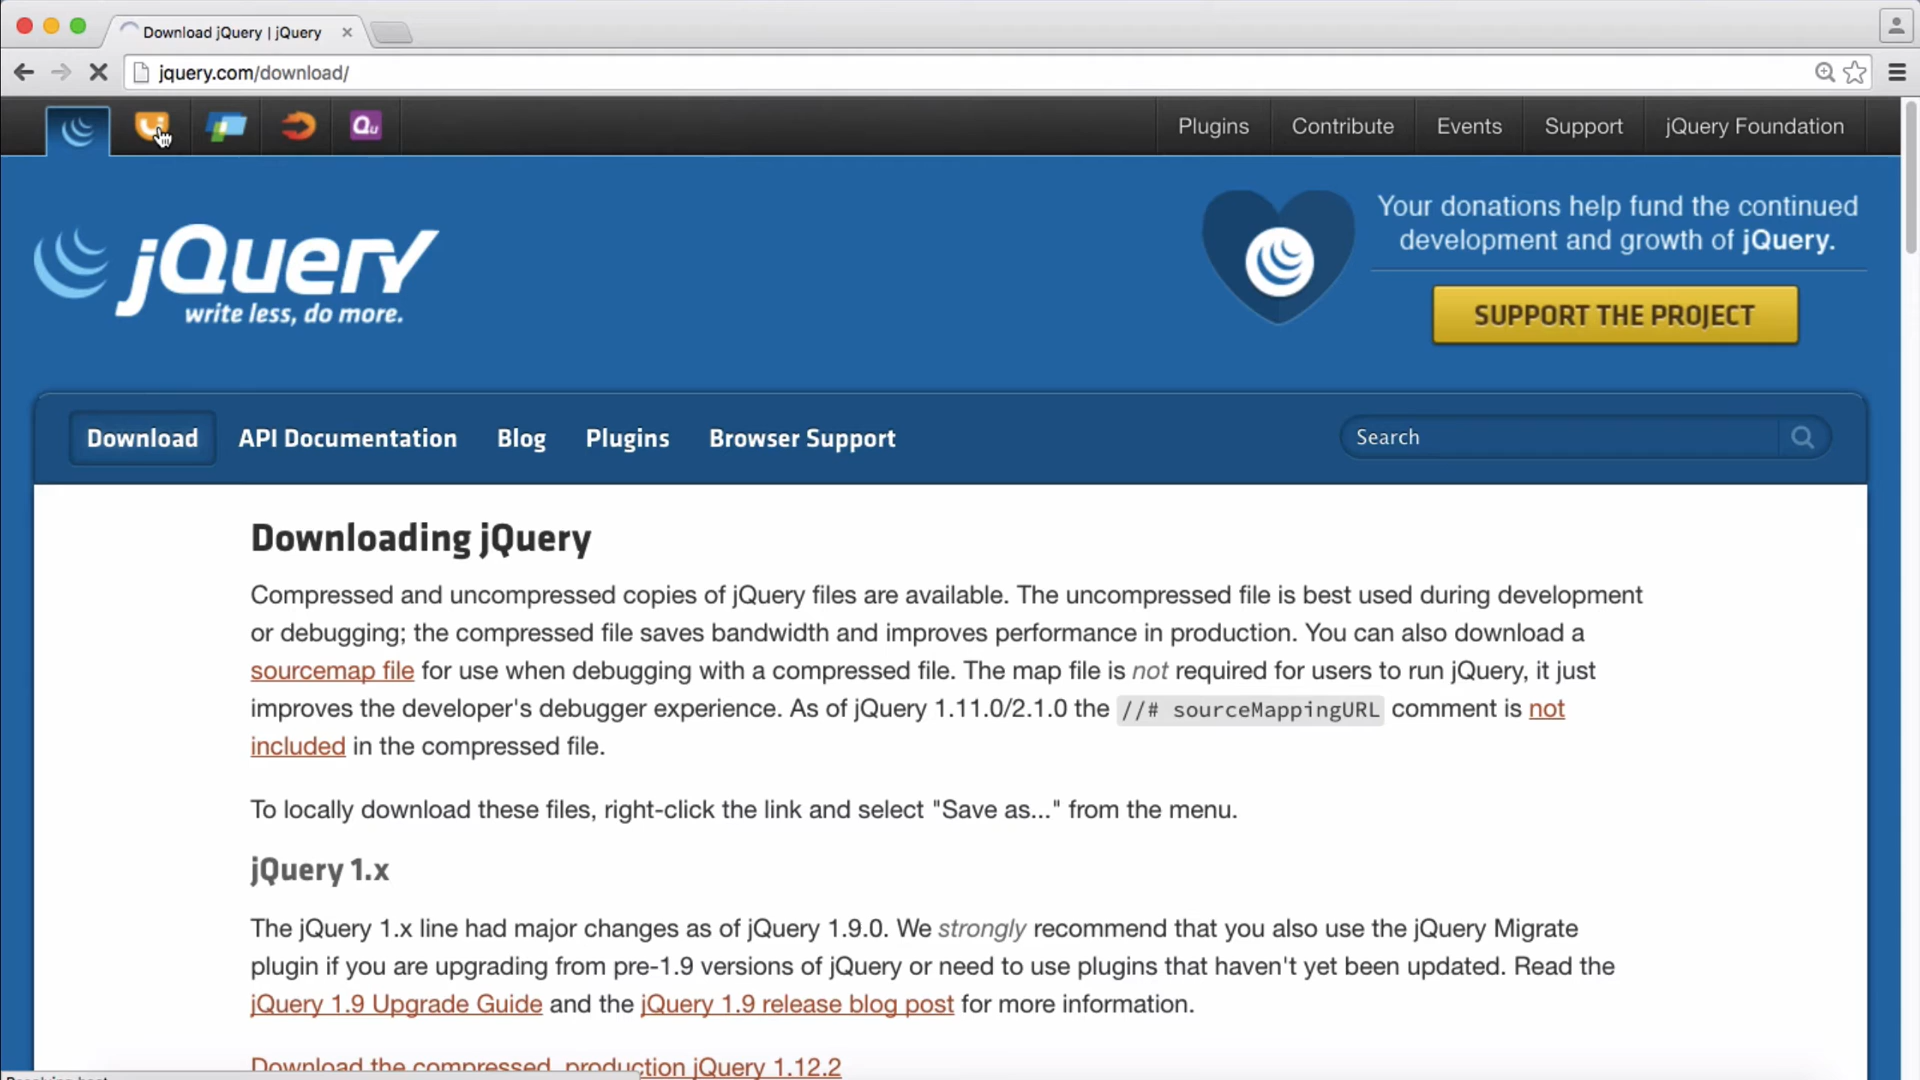 Download jQuery | jQuery
jquery.com/download/
Qu
Plugins Contribute Events Support jQuery Foundation
Your donations help fund the continued
development and growth of jQuery.
jQuery
write less, do more.
SUPPORT THE PROJECT
Download API Documentation Blog Plugins Browser Support
Search
Downloading jQuery
Compressed and uncompressed copies of jQuery files are available. The uncompressed file is best used during development
or debugging; the compressed file saves bandwidth and improves performance in production. You can also download a
sourcemap file for use when debugging with a compressed file. The map file is not required for users to run jQuery, it just
improves the developer's debugger experience. As of jQuery 1.11.0/2.1.0 the //# sourceMappingURL comment is not
included in the compressed file.
To locally download these files, right-click the link and select "Save as..." from the menu.
jQuery 1.x
The jQuery 1.x line had major changes as of jQuery 1.9.0. We strongly recommend that you also use the jQuery Migrate
plugin if you are upgrading from pre-1.9 versions of jQuery or need to use plugins that haven't yet been updated. Read the
jQuery 1.9 Upgrade Guide and the jQuery 1.9 release blog post for more information.
Download the compressed, production jQuery 1.12.2